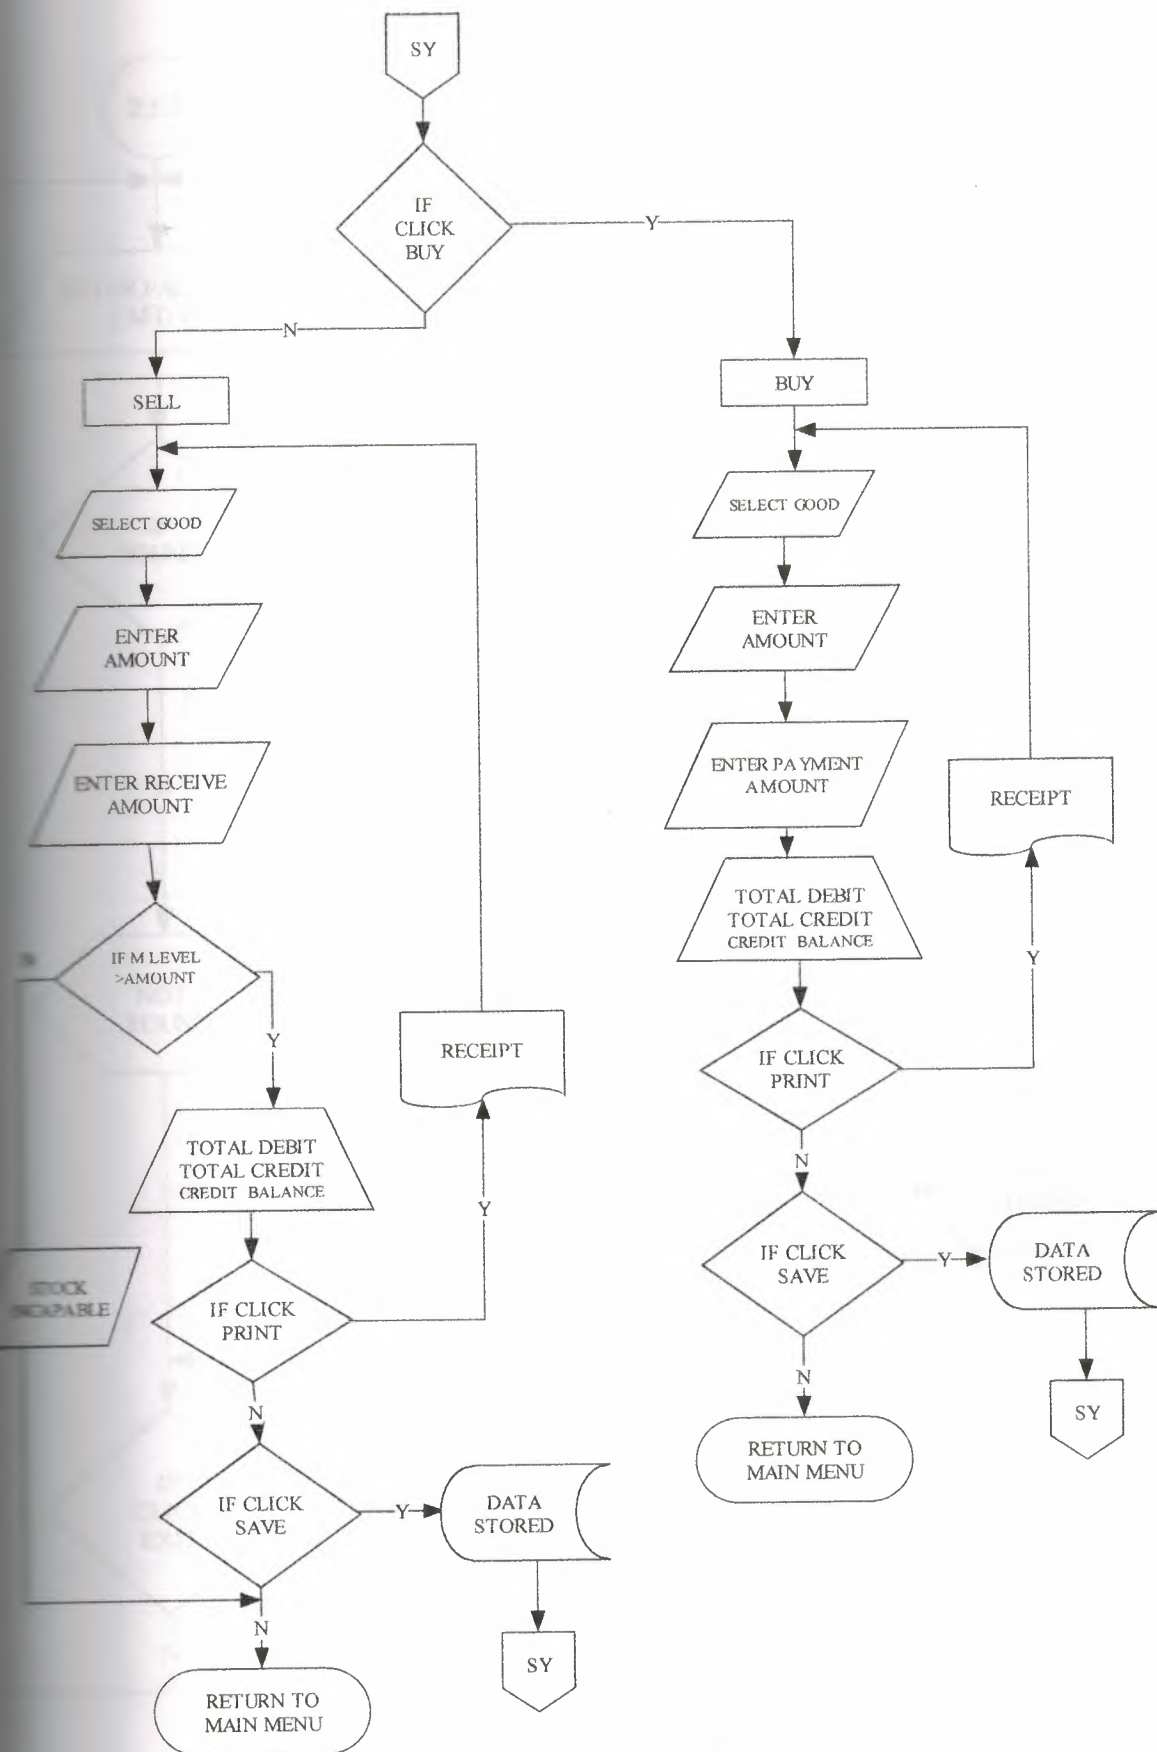 SY
IF
CLICK
BUY
Y
N
SELL
SELECT GOOD
ENTER
AMOUNT
ENTER RECEIVE
AMOUNT
IF M LEVEL
>AMOUNT
Y
TOTAL DEBIT
TOTAL CREDIT
CREDIT BALANCE
STOCK
INCAPABLE
IF CLICK
PRINT
Y
RECEIPT
N
IF CLICK
SAVE
Y
DATA
STORED
SY
N
RETURN TO
MAIN MENU
BUY
SELECT GOOD
ENTER
AMOUNT
ENTER PAYMENT
AMOUNT
TOTAL DEBIT
TOTAL CREDIT
CREDIT BALANCE
IF CLICK
PRINT
Y
RECEIPT
N
IF CLICK
SAVE
Y
DATA
STORED
SY
N
RETURN TO
MAIN MENU